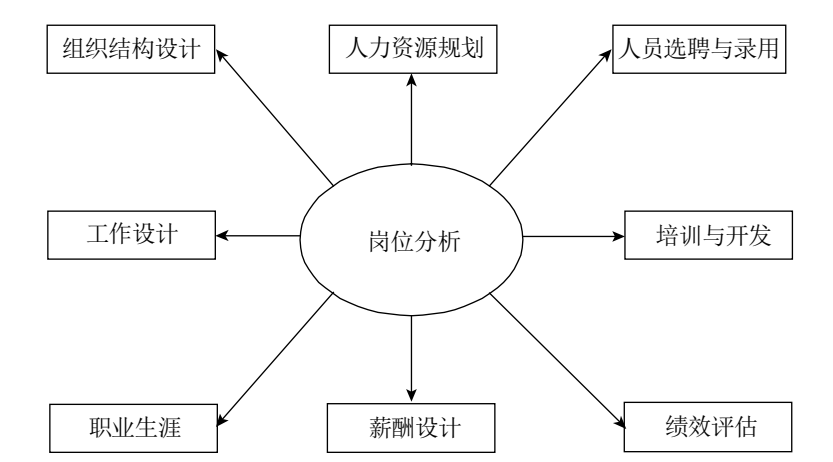 组织结构设计
人力资源规划
人员选聘与录用
工作设计
岗位分析
培训与开发
职业生涯
薪酬设计
绩效评估